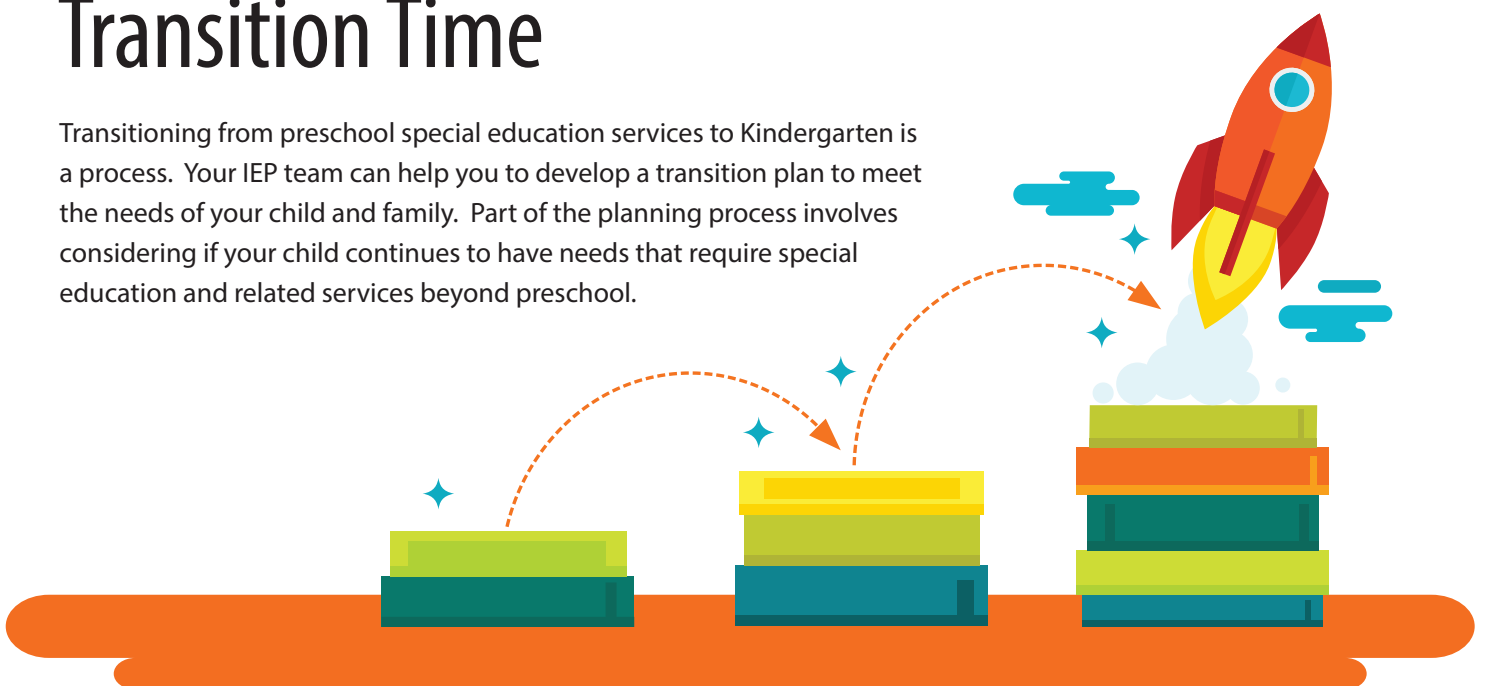 Transition Time
Transitioning from preschool special education services to Kindergarten is
a process.  Your IEP team can help you to develop a transition plan to meet
the needs of your child and family.  Part of the planning process involves
considering if your child continues to have needs that require special
education and related services beyond preschool.